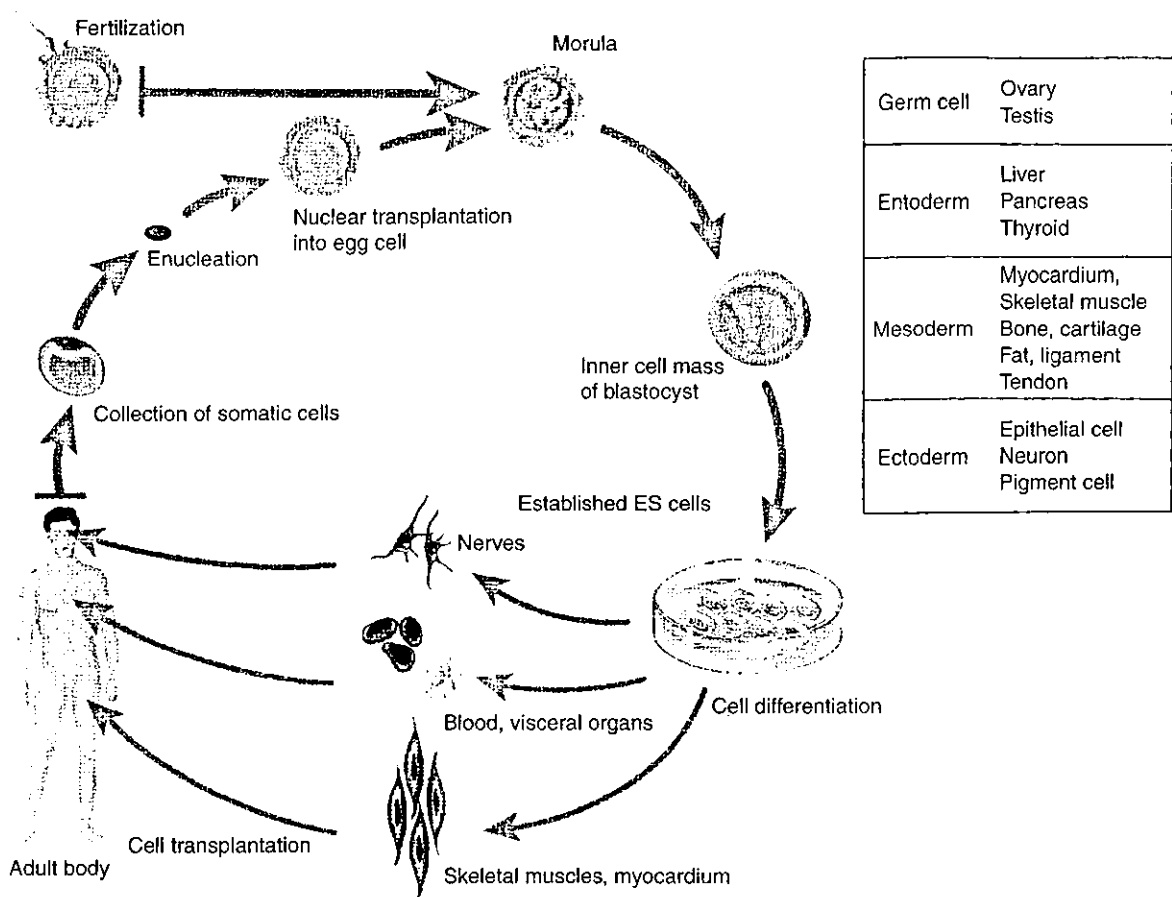 Fertilization
Morula
Nuclear transplantation
into egg cell
Enucleation
Collection of somatic cells
Inner cell mass
of blastocyst
Established ES cells
Nerves
Blood, visceral organs
Cell differentiation
Cell transplantation
Adult body
Skeletal muscles, myocardium
Germ cell
Ovary
Testis
Entoderm
Liver
Pancreas
Thyroid
Mesoderm
Myocardium,
Skeletal muscle
Bone, cartilage
Fat, ligament
Tendon
Ectoderm
Epithelial cell
Neuron
Pigment cell